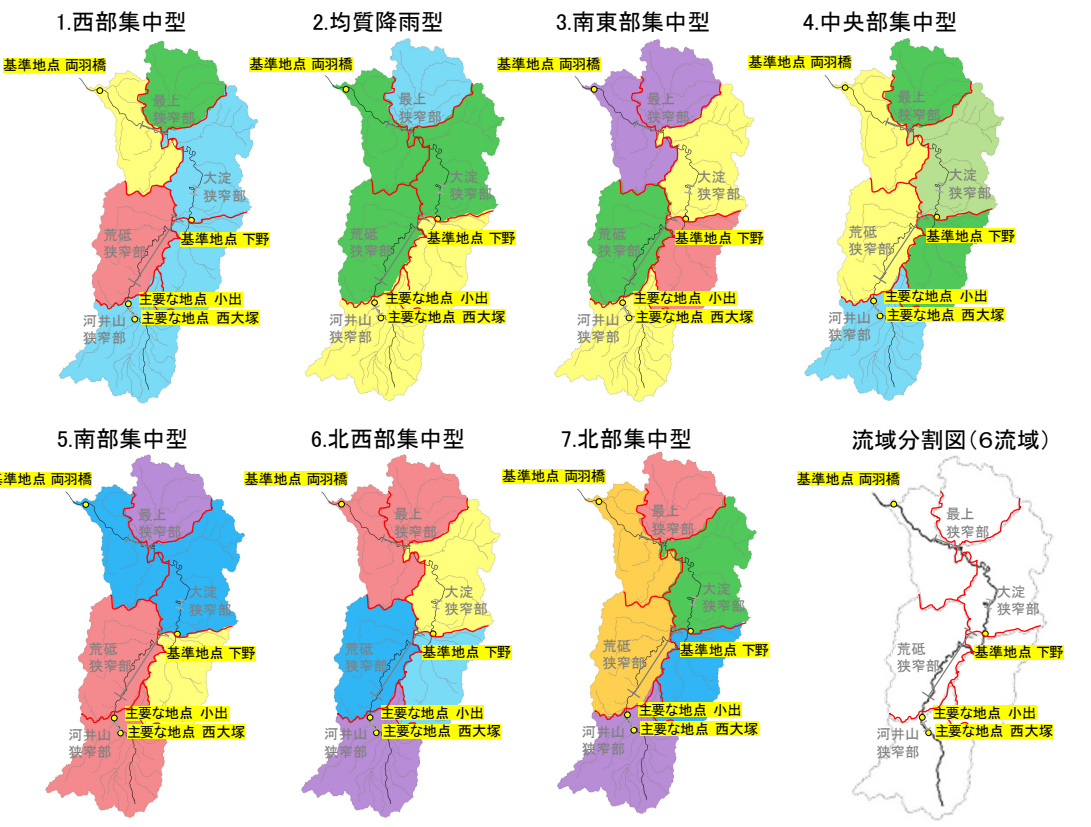 1.西部集中型
基準地点 両羽橋
最上
狭窄部
大淀
狭窄部
基準地点 下野
荒砥
狭窄部
主要な地点 小出
主要な地点 西大塚
河井山
狭窄部
2.均質降雨型
基準地点 両羽橋
最上
狭窄部
大淀
狭窄部
基準地点 下野
荒砥
狭窄部
主要な地点 小出
主要な地点 西大塚
河井山
狭窄部
3.南東部集中型
基準地点 両羽橋
最上
狭窄部
大淀
狭窄部
基準地点 下野
荒砥
狭窄部
主要な地点 小出
主要な地点 西大塚
河井山
狭窄部
4.中央部集中型
基準地点 両羽橋
最上
狭窄部
大淀
狭窄部
基準地点 下野
荒砥
狭窄部
主要な地点 小出
主要な地点 西大塚
河井山
狭窄部
5.南部集中型
基準地点 両羽橋
最上
狭窄部
大淀
狭窄部
基準地点 下野
荒砥
狭窄部
主要な地点 小出
主要な地点 西大塚
河井山
狭窄部
6.北西部集中型
基準地点 両羽橋
最上
狭窄部
大淀
狭窄部
基準地点 下野
荒砥
狭窄部
主要な地点 小出
主要な地点 西大塚
河井山
狭窄部
7.北部集中型
基準地点 両羽橋
最上
狭窄部
大淀
狭窄部
基準地点 下野
荒砥
狭窄部
主要な地点 小出
主要な地点 西大塚
河井山
狭窄部
流域分割図(6流域)
基準地点 両羽橋
最上
狭窄部
大淀
狭窄部
基準地点 下野
荒砥
狭窄部
主要な地点 小出
主要な地点 西大塚
河井山
狭窄部